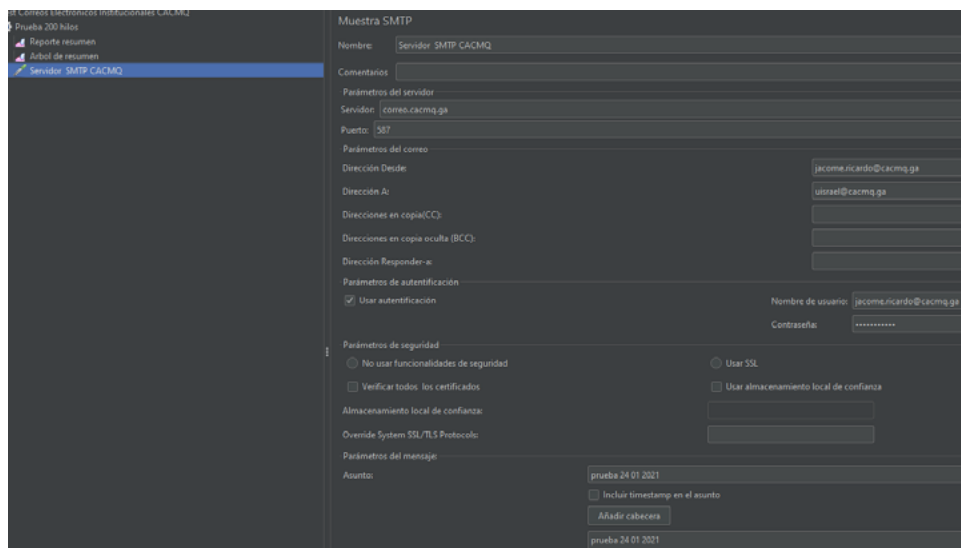 st Correos Electrónicos Institucionales CACMQ
Prueba 200 hilos
Reporte resumen
Arbol de resumen
Servidor SMTP CACMQ
Muestra SMTP
Nombre: Servidor SMTP CACMQ
Comentarios
Parámetros del servidor
Servidor: correo.cacmq.ga
Puerto: 587
Parámetros del correo
Dirección Desde: jacome.ricardo@cacmq.ga
Dirección A: uisrael@cacmq.ga
Direcciones en copia(CC):
Direcciones en copia oculta (BCC):
Dirección Responder-a:
Parámetros de autentificación
Usar autentificación Nombre de usuario: jacome.ricardo@cacmq.ga
Contraseña: •••••••••••
Parámetros de seguridad
No usar funcionalidades de seguridad Usar SSL
Verificar todos los certificados Usar almacenamiento local de confianza
Almacenamiento local de confianza:
Override System SSL/TLS Protocols:
Parámetros del mensaje:
Asunto: prueba 24 01 2021
Incluir timestamp en el asunto
Añadir cabecera
prueba 24 01 2021